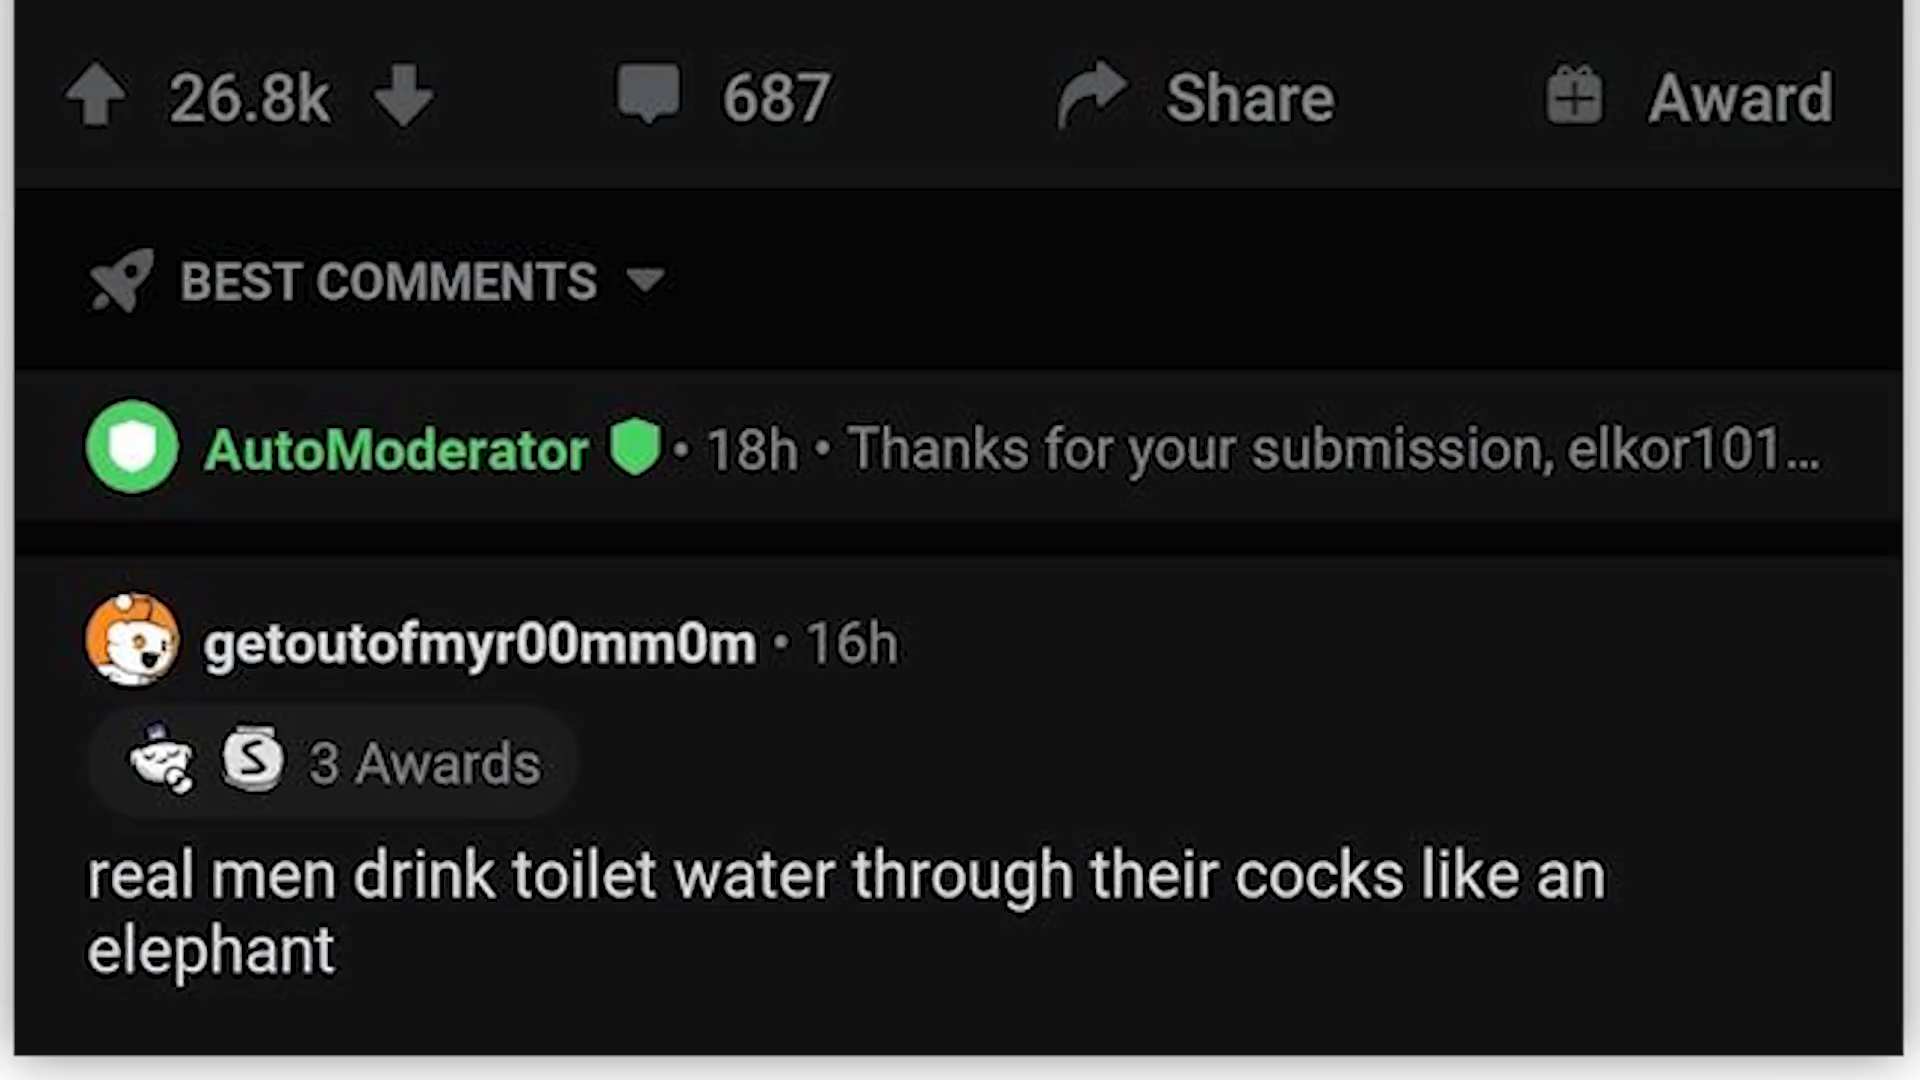 26.8k 687 Share Award
BEST COMMENTS
AutoModerator • 18h • Thanks for your submission, elkor101...
getoutofmyr00mm0m • 16h
S 3 Awards
real men drink toilet water through their cocks like an
elephant